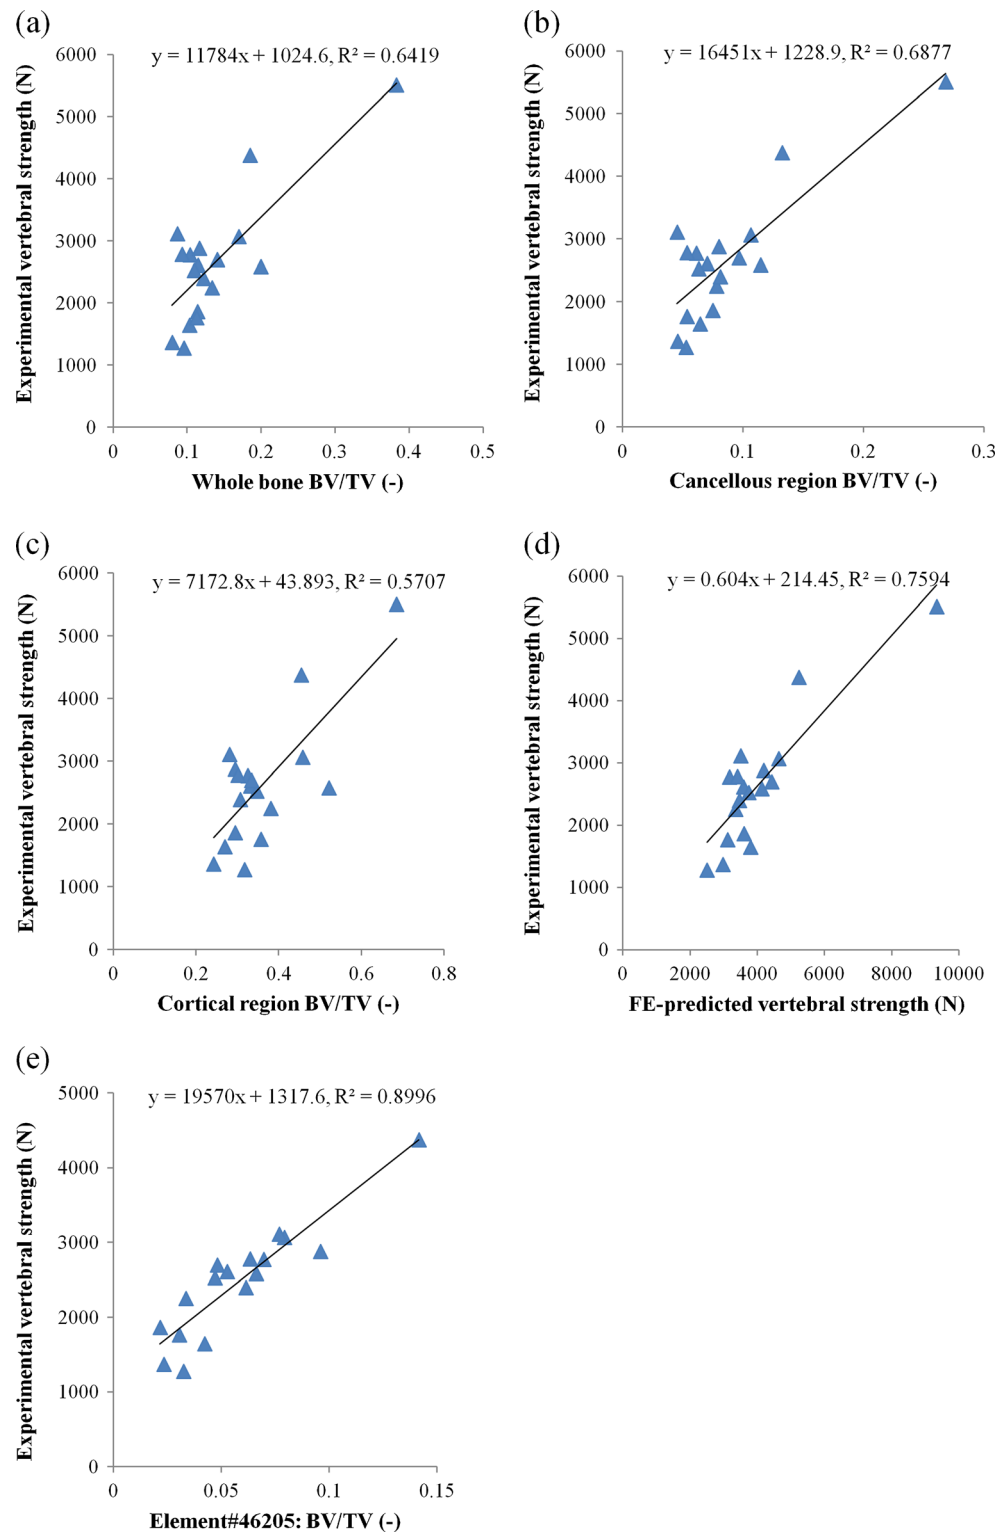 (a)
y = 11784x + 1024.6, R² = 0.6419
Experimental vertebral strength (N)
6000
5000
4000
3000
2000
1000
0
0 0.1 0.2 0.3 0.4 0.5
Whole bone BV/TV (-)
(b)
y = 16451x + 1228.9, R² = 0.6877
Experimental vertebral strength (N)
6000
5000
4000
3000
2000
1000
0
0 0.1 0.2 0.3
Cancellous region BV/TV (-)
(c)
y = 7172.8x + 43.893, R² = 0.5707
Experimental vertebral strength (N)
6000
5000
4000
3000
2000
1000
0
0 0.2 0.4 0.6 0.8
Cortical region BV/TV (-)
(d)
y = 0.604x + 214.45, R² = 0.7594
Experimental vertebral strength (N)
6000
5000
4000
3000
2000
1000
0
0 2000 4000 6000 8000 10000
FE-predicted vertebral strength (N)
(e)
y = 19570x + 1317.6, R² = 0.8996
Experimental vertebral strength (N)
5000
4000
3000
2000
1000
0
0 0.05 0.1 0.15
Element#46205: BV/TV (-)